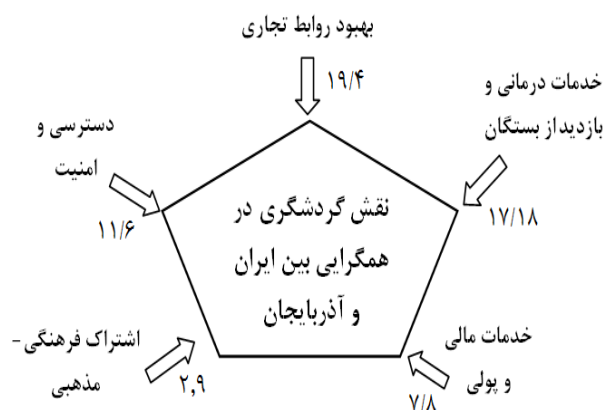 بهبود روابط تجاری
۱۹/۴
خدمات درمانی و
بازدیداز بستگان
۱۷/۱۸
دسترسی و
امنیت
۱۱/۶
نقش گردشگری در
همگرایی بین ایران
و آذربایجان
خدمات مالی
و پولی
۷/۸
اشتراک فرهنگی-
مذهبی
۲,۹